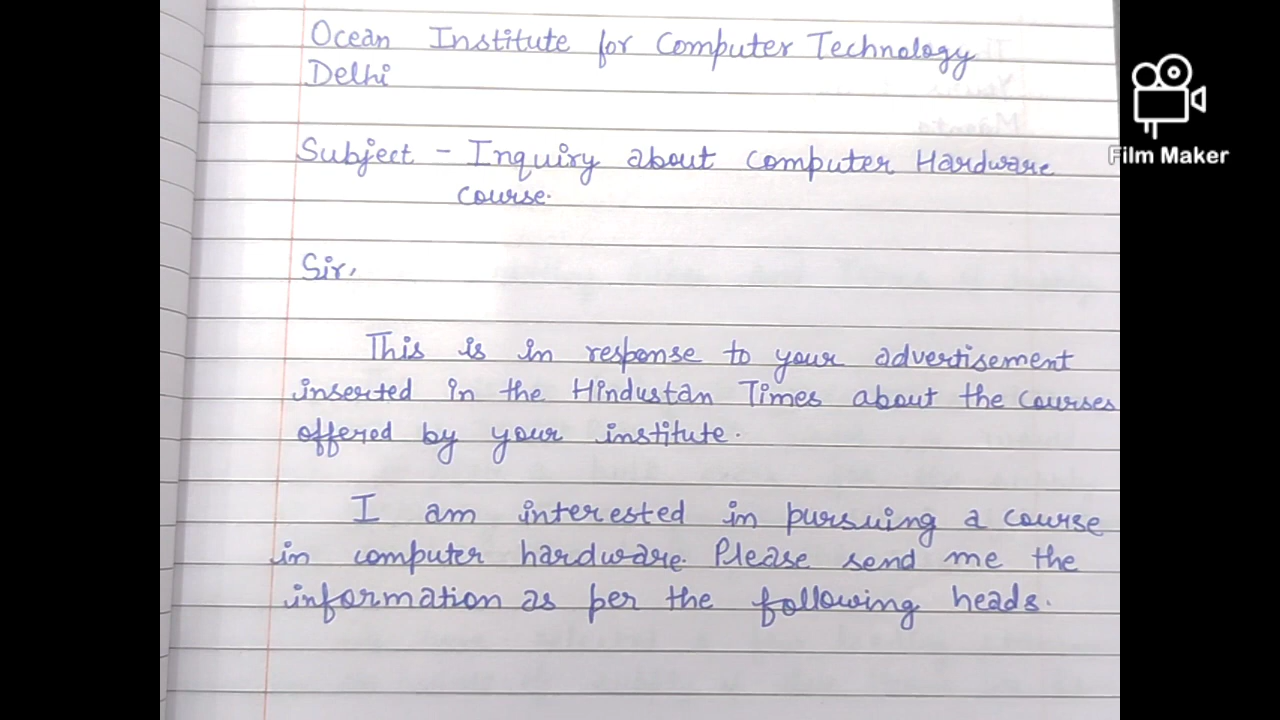 Ocean Institute for Computer Technology
Delhi
Subject - Inquiry about computer Hardware
course.
Sir,
This is in response to your advertisement
inserted in the Hindustan Times about the courses
offered by your institute.
I am interested in pursuing a course
in computer hardware. Please send me the
information as per the following heads.
Film Maker